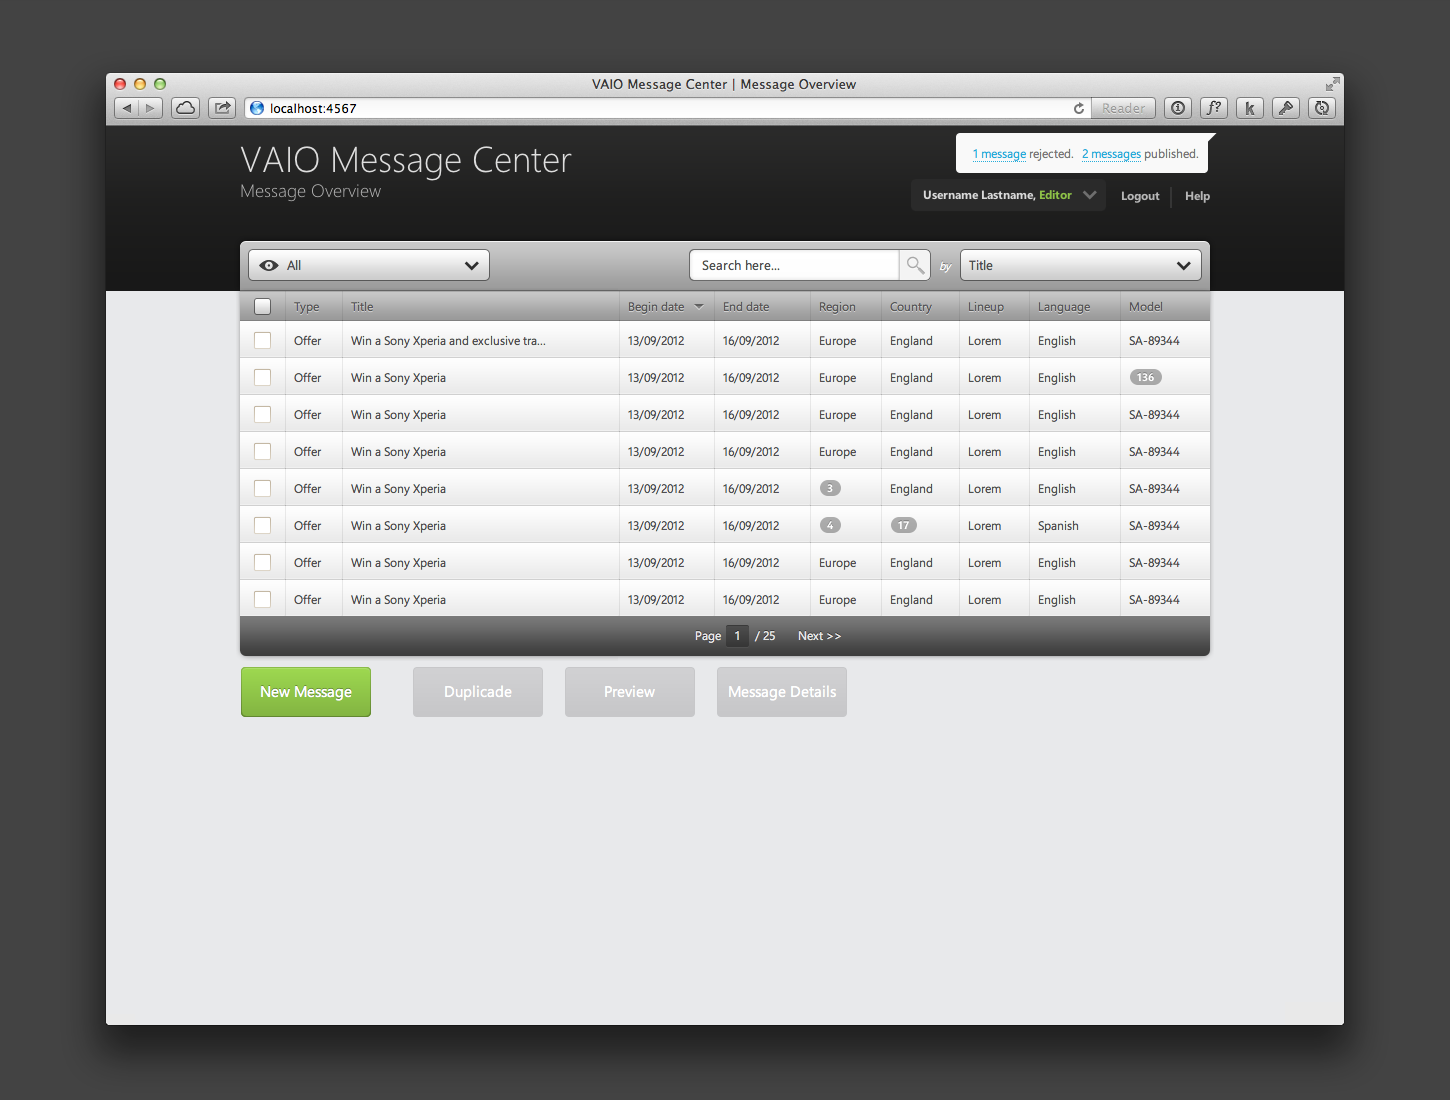 VAIO Message Center | Message Overview
localhost:4567
Reader
f?
k
VAIO Message Center
Message Overview
1 message rejected. 2 messages published.
Username Lastname, Editor
Logout
Help
All
Search here...
by
Title
Type Title Begin date End date Region Country Lineup Language Model
Offer Win a Sony Xperia and exclusive tra... 13/09/2012 16/09/2012 Europe England Lorem English SA-89344
Offer Win a Sony Xperia 13/09/2012 16/09/2012 Europe England Lorem English 136
Offer Win a Sony Xperia 13/09/2012 16/09/2012 Europe England Lorem English SA-89344
Offer Win a Sony Xperia 13/09/2012 16/09/2012 Europe England Lorem English SA-89344
Offer Win a Sony Xperia 13/09/2012 16/09/2012 3 England Lorem English SA-89344
Offer Win a Sony Xperia 13/09/2012 16/09/2012 4 17 Lorem Spanish SA-89344
Offer Win a Sony Xperia 13/09/2012 16/09/2012 Europe England Lorem English SA-89344
Offer Win a Sony Xperia 13/09/2012 16/09/2012 Europe England Lorem English SA-89344
Page 1 / 25 Next >>
New Message
Duplicade
Preview
Message Details